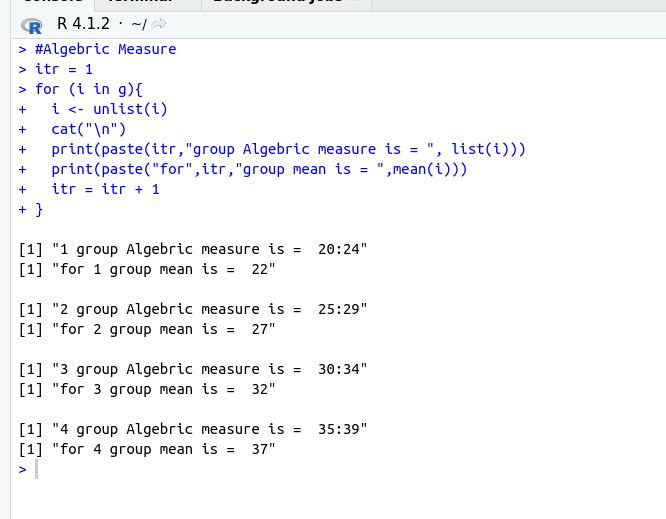 Console Terminal Background Jobs
R 4.1.2 · ~/
> #Algebric Measure
> itr = 1
> for (i in g){
+   i <- unlist(i)
+   cat("\n")
+   print(paste(itr,"group Algebric measure is = ", list(i)))
+   print(paste("for",itr,"group mean is = ",mean(i)))
+   itr = itr + 1
+ }

[1] "1 group Algebric measure is =  20:24"
[1] "for 1 group mean is =  22"

[1] "2 group Algebric measure is =  25:29"
[1] "for 2 group mean is =  27"

[1] "3 group Algebric measure is =  30:34"
[1] "for 3 group mean is =  32"

[1] "4 group Algebric measure is =  35:39"
[1] "for 4 group mean is =  37"
>